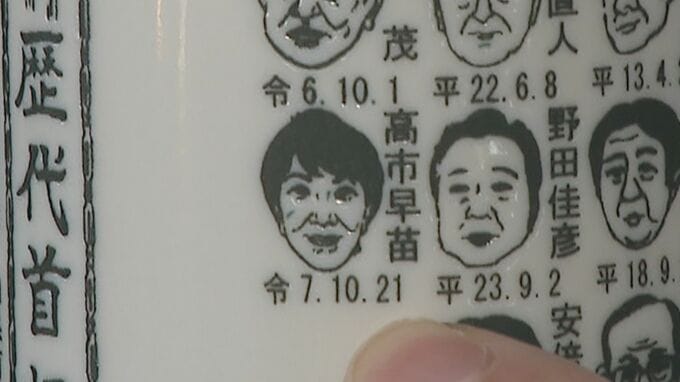 歴代首
茂
令6.10.1
高市早苗
令7.10.21
直人
平22.6.8
野田佳彦
平23.9.2
安倍
平13.4.
平18.9.